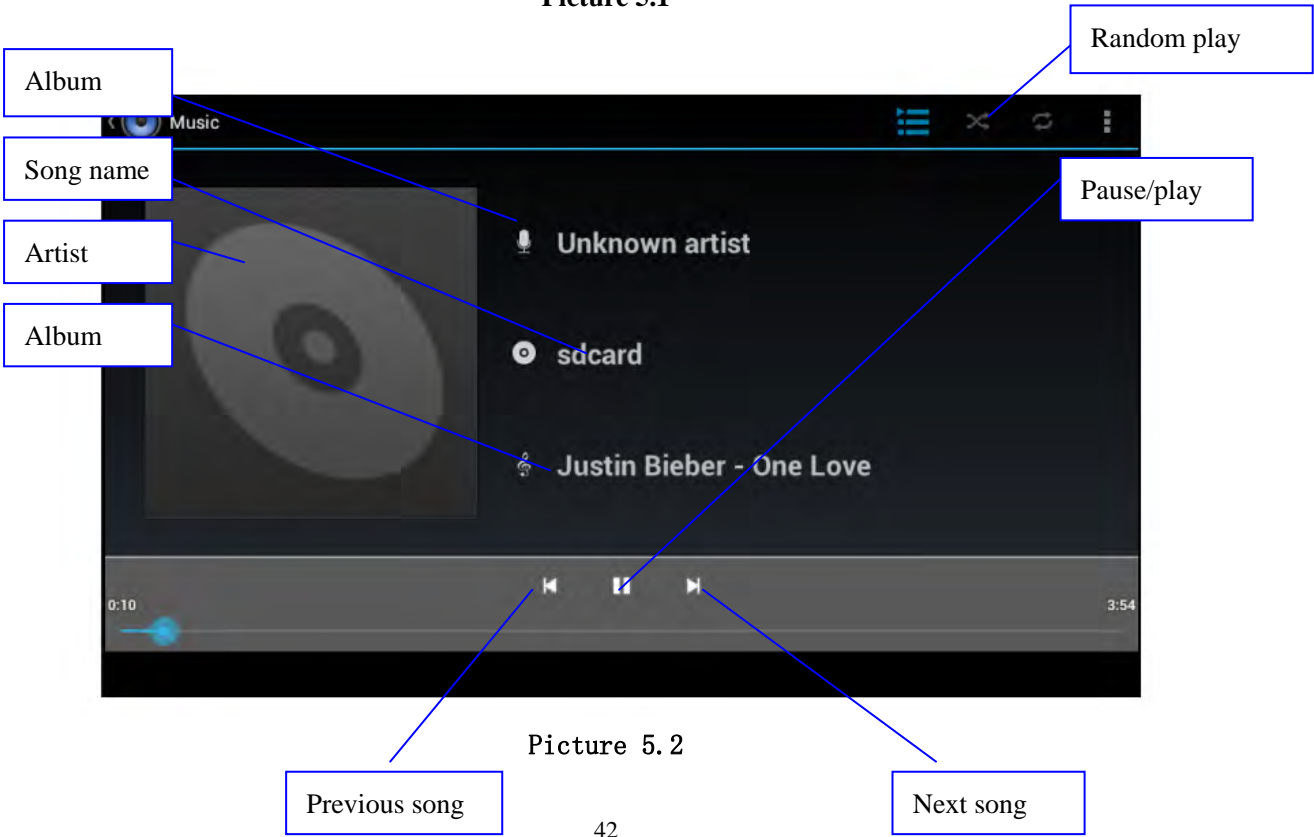 Picture 5.1
Random play
Album
Music
Song name
Pause/play
Unknown artist
Artist
Album
sdcard
Justin Bieber - One Love
0:10
3:54
Picture 5.2
Previous song
Next song
42